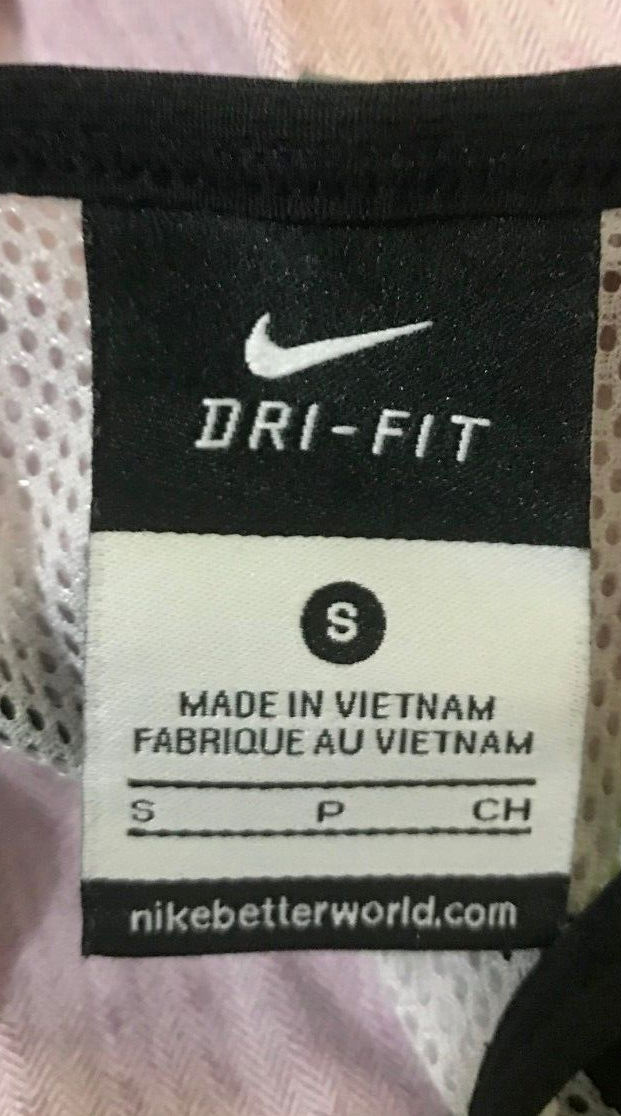 DRI-FIT
S
MADE IN VIETNAM
FABRIQUE AU VIETNAM
S P CH
nikebetterworld.com